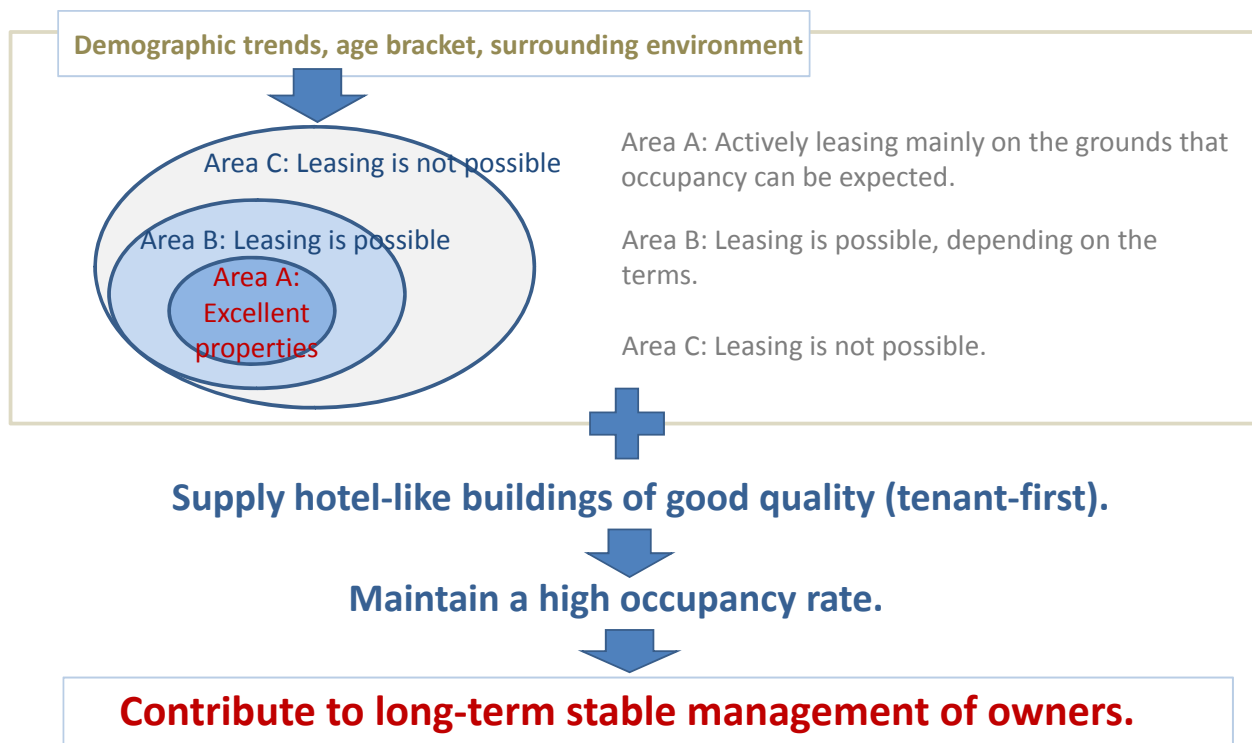 Demographic trends, age bracket, surrounding environment
Area C: Leasing is not possible
Area B: Leasing is possible
Area A:
Excellent
properties
Area A: Actively leasing mainly on the grounds that
occupancy can be expected.
Area B: Leasing is possible, depending on the
terms.
Area C: Leasing is not possible.
Supply hotel-like buildings of good quality (tenant-first).
Maintain a high occupancy rate.
Contribute to long-term stable management of owners.